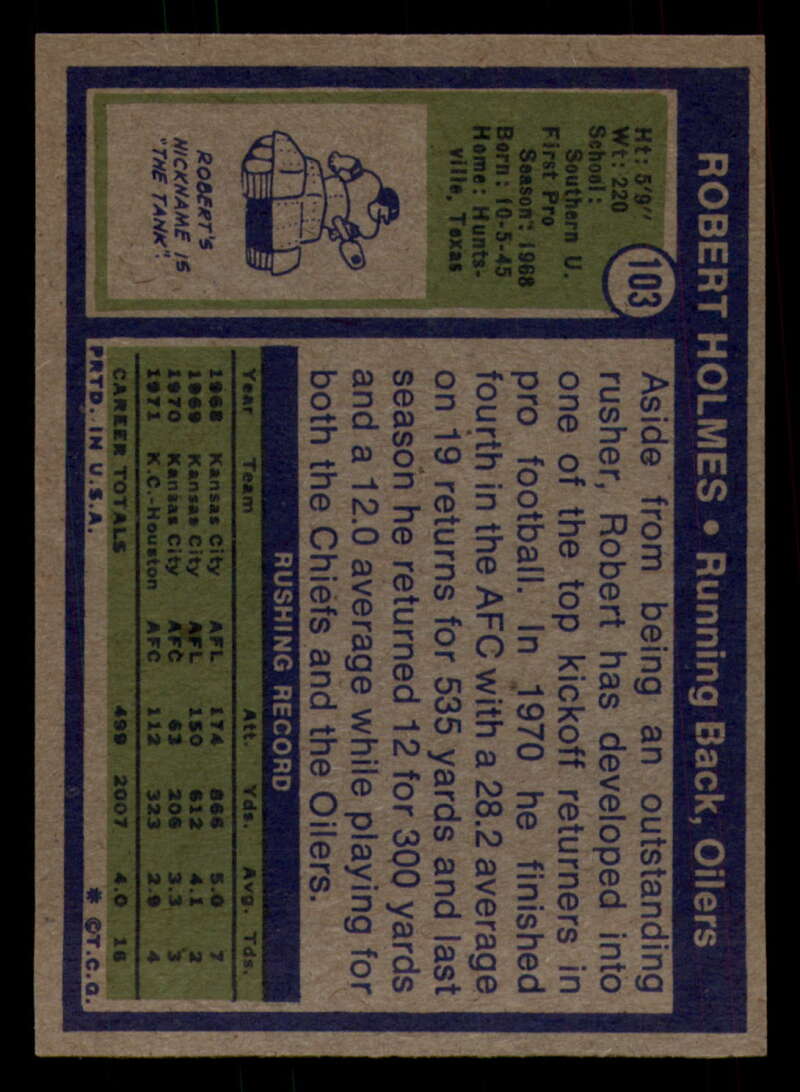 ROBERT HOLMES • Running Back, Oilers
103
Ht: 5'9"
Wt: 220
School:
Southern U.
First Pro
Season: 1968
Born: 10-5-45
Home: Hunts-
ville, Texas
ROBERT'S
NICKNAME IS
"THE TANK".
Aside from being an outstanding
rusher, Robert has developed into
one of the top kickoff returners in
pro football. In 1970 he finished
fourth in the AFC with a 28.2 average
on 19 returns for 535 yards and last
season he returned 12 for 300 yards
and a 12.0 average while playing for
both the Chiefs and the Oilers.
RUSHING RECORD
Year Team Att. Yds. Avg. Tds.
1968 Kansas City AFL 174 866 5.0 7
1969 Kansas City AFL 150 612 4.1 2
1970 Kansas City AFC 63 206 3.3 3
1971 K.C.-Houston AFC 112 323 2.9 4
CAREER TOTALS 499 2007 4.0 16
PRTD. IN U.S.A. * ©T.C.G.